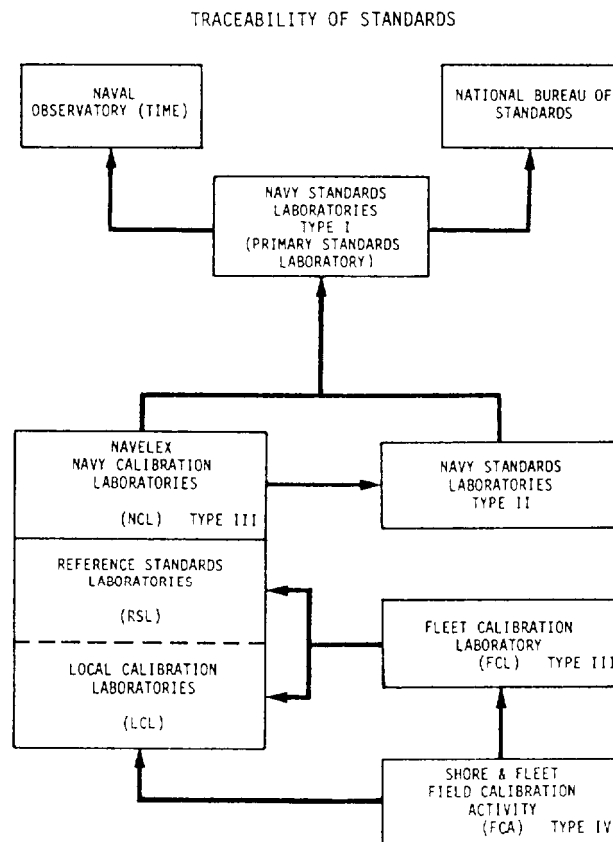 TRACEABILITY OF STANDARDS
NAVAL
OBSERVATORY (TIME)
NATIONAL BUREAU OF
STANDARDS
NAVY STANDARDS
LABORATORIES
TYPE I
(PRIMARY STANDARDS
LABORATORY)
NAVELEX
NAVY CALIBRATION
LABORATORIES
(NCL) TYPE III
NAVY STANDARDS
LABORATORIES
TYPE II
REFERENCE STANDARDS
LABORATORIES
(RSL)
FLEET CALIBRATION
LABORATORY
(FCL) TYPE III
LOCAL CALIBRATION
LABORATORIES
(LCL)
SHORE & FLEET
FIELD CALIBRATION
ACTIVITY
(FCA) TYPE IV